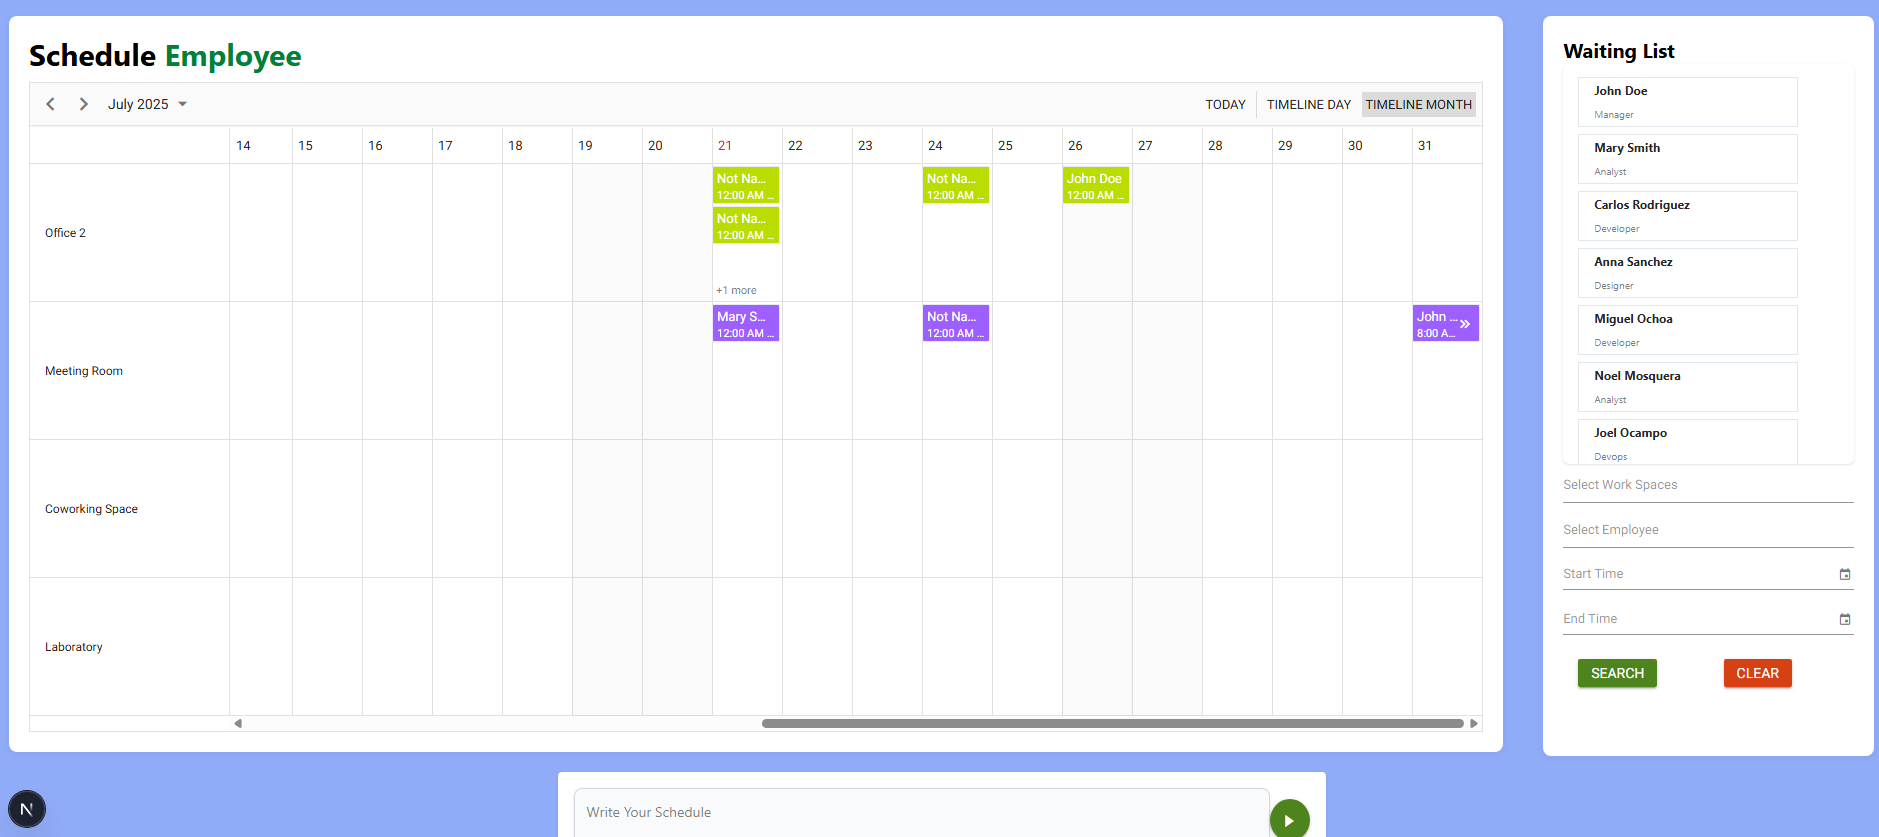 Schedule Employee
July 2025
TODAY
TIMELINE DAY
TIMELINE MONTH
14 15 16 17 18 19 20 21 22 23 24 25 26 27 28 29 30 31
Office 2
Not Na...
12:00 AM ...
Not Na...
12:00 AM ...
+1 more
Not Na...
12:00 AM ...
John Doe
12:00 AM ...
Meeting Room
Mary S...
12:00 AM ...
Not Na...
12:00 AM ...
John ...
8:00 A...
Coworking Space
Laboratory
Waiting List
John Doe
Manager
Mary Smith
Analyst
Carlos Rodriguez
Developer
Anna Sanchez
Designer
Miguel Ochoa
Developer
Noel Mosquera
Analyst
Joel Ocampo
Devops
Select Work Spaces
Select Employee
Start Time
End Time
SEARCH
CLEAR
N
Write Your Schedule